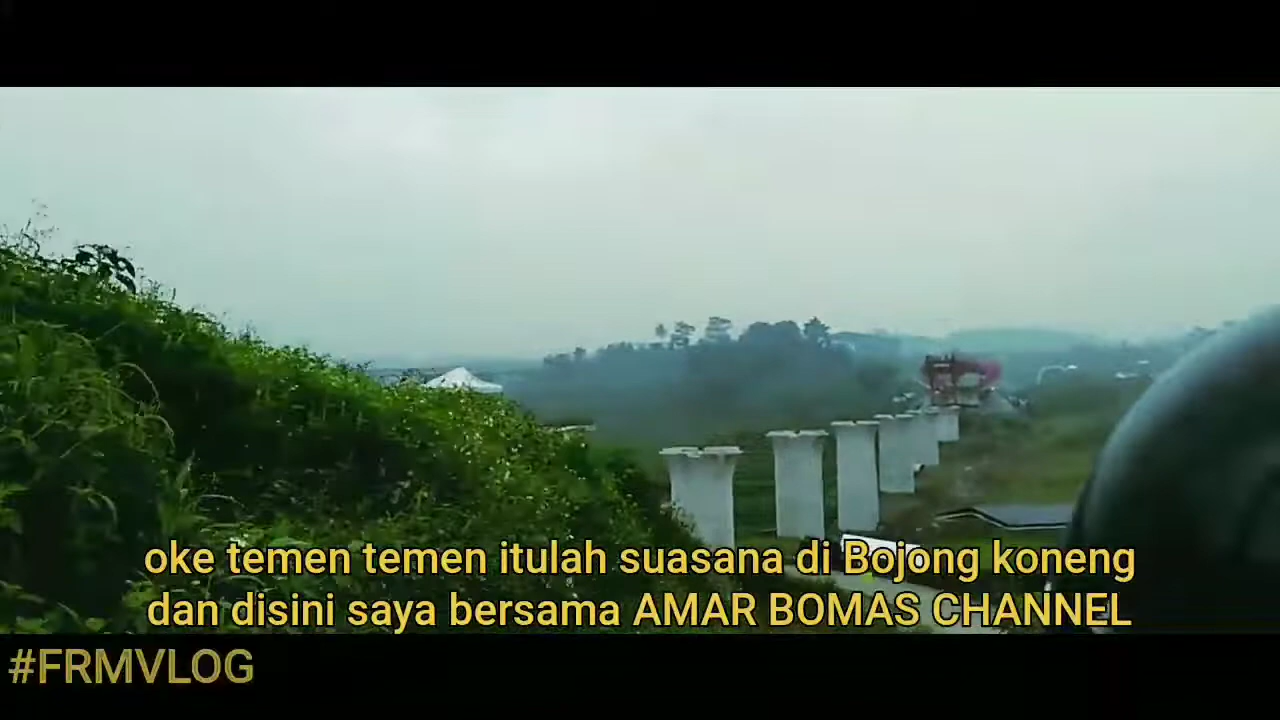 oke temen temen itulah suasana di Bojong koneng
dan disini saya bersama AMAR BOMAS CHANNEL
#FRMVLOG